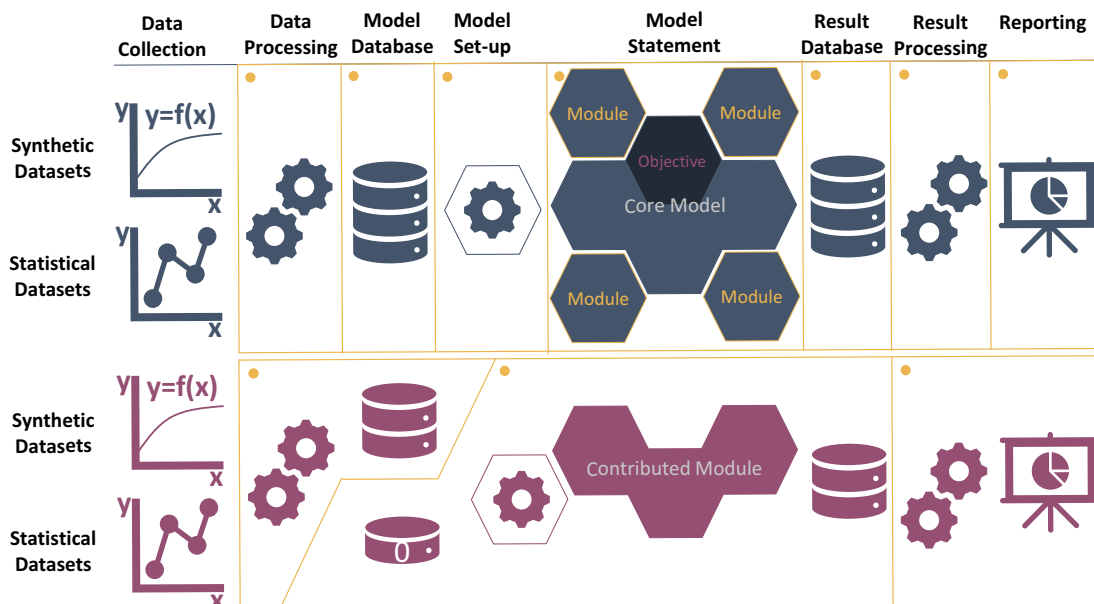 Data
Collection
Data
Processing
Model
Database
Model
Set-up
Model
Statement
Result
Database
Result
Processing
Reporting
Synthetic
Datasets
y
y=f(x)
x
Statistical
Datasets
y
x
Module
Module
Objective
Core Model
Module
Module
Synthetic
Datasets
y
y=f(x)
x
Statistical
Datasets
y
x
0
Contributed Module